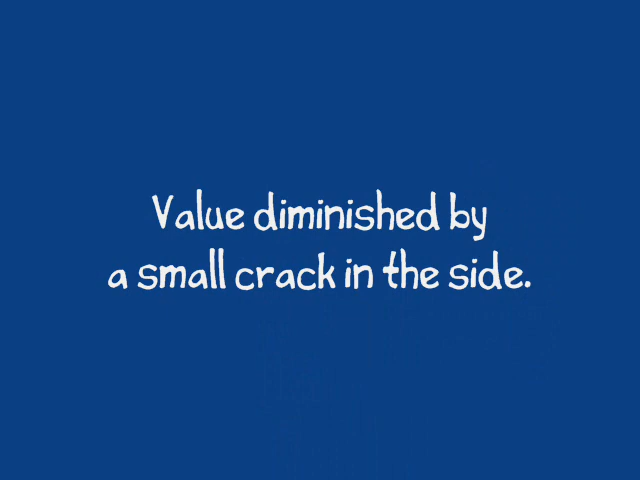 Value diminished by
a small crack in the side.